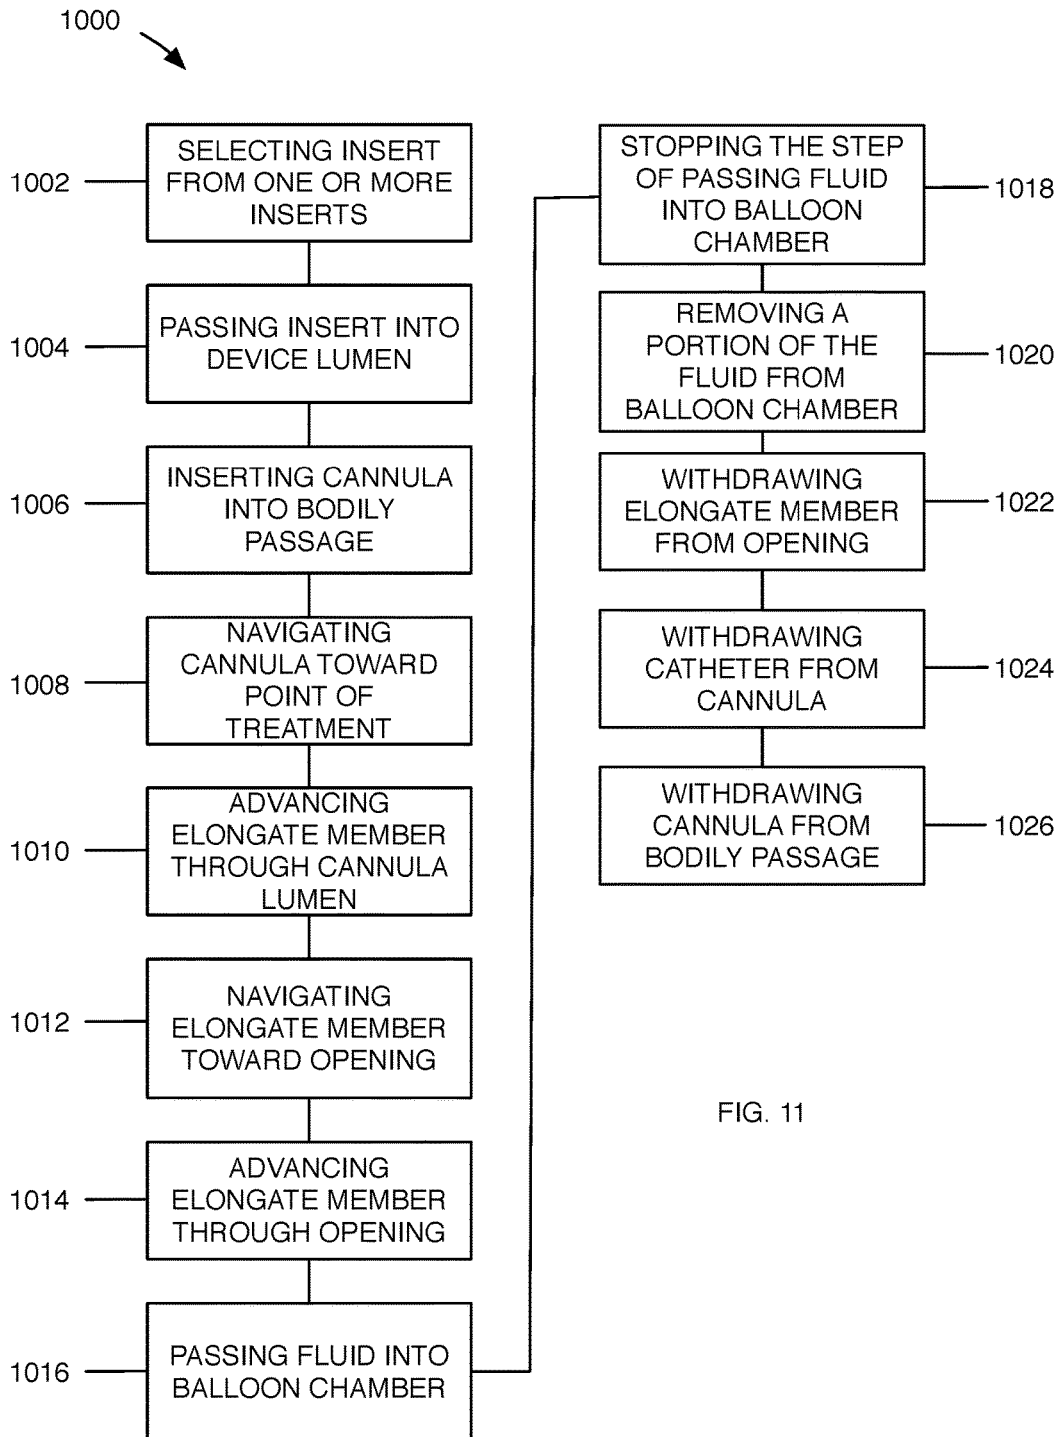 1000
1002
SELECTING INSERT
FROM ONE OR MORE
INSERTS
1004
PASSING INSERT INTO
DEVICE LUMEN
1006
INSERTING CANNULA
INTO BODILY
PASSAGE
1008
NAVIGATING
CANNULA TOWARD
POINT OF
TREATMENT
1010
ADVANCING
ELONGATE MEMBER
THROUGH CANNULA
LUMEN
1012
NAVIGATING
ELONGATE MEMBER
TOWARD OPENING
1014
ADVANCING
ELONGATE MEMBER
THROUGH OPENING
1016
PASSING FLUID INTO
BALLOON CHAMBER
STOPPING THE STEP
OF PASSING FLUID
INTO BALLOON
CHAMBER
1018
REMOVING A
PORTION OF THE
FLUID FROM
BALLOON CHAMBER
1020
WITHDRAWING
ELONGATE MEMBER
FROM OPENING
1022
WITHDRAWING
CATHETER FROM
CANNULA
1024
WITHDRAWING
CANNULA FROM
BODILY PASSAGE
1026
FIG. 11